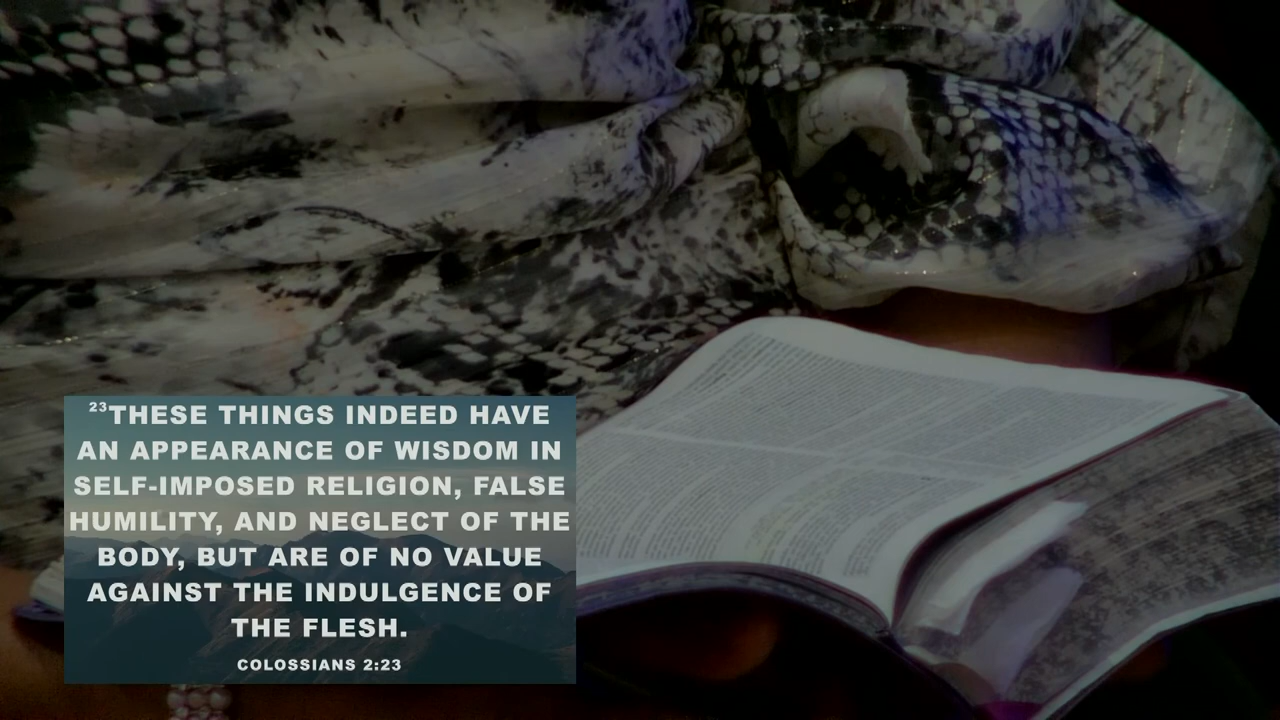 23THESE THINGS INDEED HAVE
AN APPEARANCE OF WISDOM IN
SELF-IMPOSED RELIGION, FALSE
HUMILITY, AND NEGLECT OF THE
BODY, BUT ARE OF NO VALUE
AGAINST THE INDULGENCE OF
THE FLESH.
COLOSSIANS 2:23